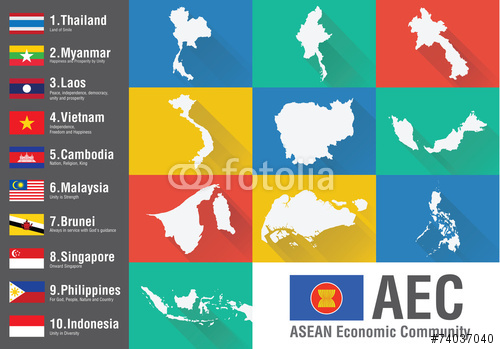 1.Thailand
Land of Smils
2.Myanmar
Happiness and Prosperity by Unity
3.Laos
Peace, independence, democracy,
unity and prosperity
4.Vietnam
Independence,
Freedom and Happiness
5.Cambodia
Nation, Religion, King
6.Malaysia
Unity is Strength
7.Brunei
Always in service with God's guidance
8.Singapore
Onward Singapore
9.Philippines
For God, People, Nature and Country
10.Indonesia
Unity in Diversity
fotolia
AEC
ASEAN Economic Community
#74037040